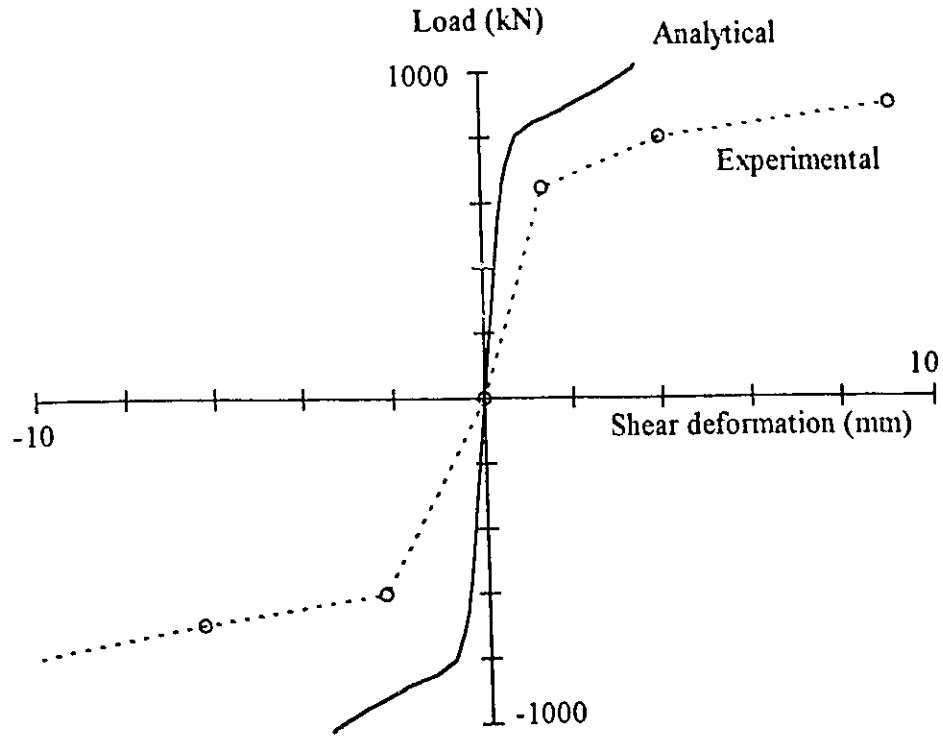 Load (kN)
Analytical
1000
Experimental
10
-10
Shear deformation (mm)
-1000